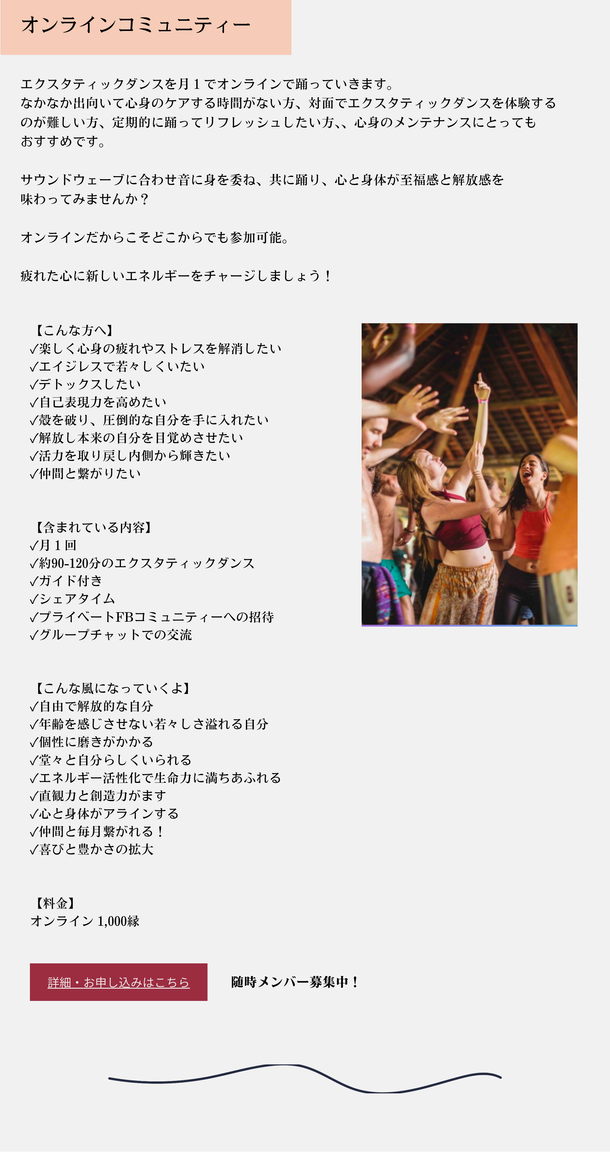 オンラインコミュニティー
エクスタティックダンスを月１でオンラインで踊っていきます。
なかなか出向いて心身のケアする時間がない方、対面でエクスタティックダンスを体験する
のが難しい方、定期的に踊ってリフレッシュしたい方、、心身のメンテナンスにとっても
おすすめです。
サウンドウェーブに合わせ音に身を委ね、共に踊り、心と身体が至福感と解放感を
味わってみませんか？
オンラインだからこそどこからでも参加可能。
疲れた心に新しいエネルギーをチャージしましょう！
【こんな方へ】
✓楽しく心身の疲れやストレスを解消したい
✓エイジレスで若々しくいたい
✓デトックスしたい
✓自己表現力を高めたい
✓殻を破り、圧倒的な自分を手に入れたい
✓解放し本来の自分を目覚めさせたい
✓活力を取り戻し内側から輝きたい
✓仲間と繋がりたい
【含まれている内容】
✓月１回
✓約90-120分のエクスタティックダンス
✓ガイド付き
✓シェアタイム
✓プライベートFBコミュニティーへの招待
✓グループチャットでの交流
【こんな風になっていくよ】
✓自由で解放的な自分
✓年齢を感じさせない若々しさ溢れる自分
✓個性に磨きがかかる
✓堂々と自分らしくいられる
✓エネルギー活性化で生命力に満ちあふれる
✓直観力と創造力がます
✓心と身体がアラインする
✓仲間と毎月繋がれる！
✓喜びと豊かさの拡大
【料金】
オンライン 1,000縁
詳細・お申し込みはこちら
随時メンバー募集中！